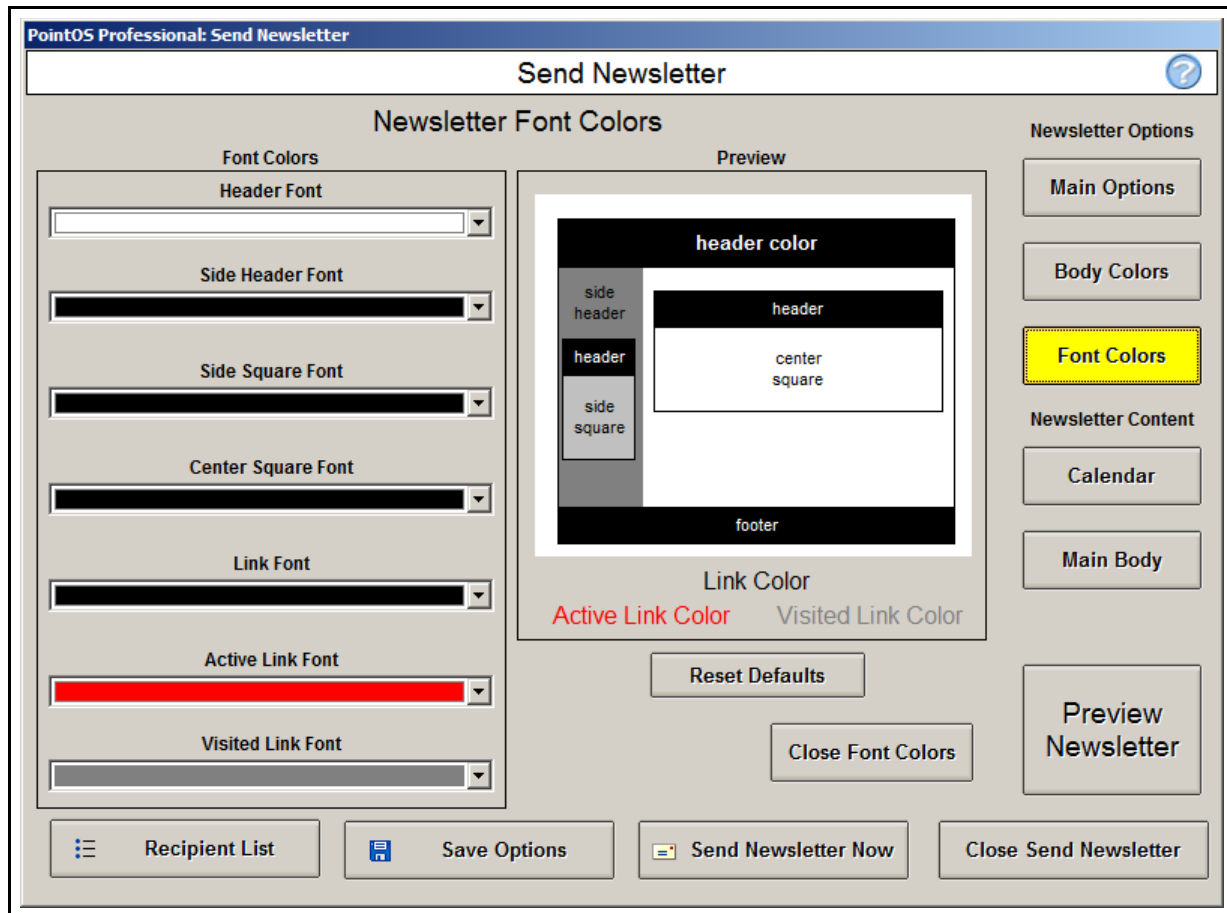 PointOS Professional: Send Newsletter
Send Newsletter
?
Newsletter Font Colors
Font Colors
Header Font
Side Header Font
Side Square Font
Center Square Font
Link Font
Active Link Font
Visited Link Font
Preview
header color
side
header
header
side
square
header
center
square
footer
Link Color
Active Link Color
Visited Link Color
Reset Defaults
Close Font Colors
Newsletter Options
Main Options
Body Colors
Font Colors
Newsletter Content
Calendar
Main Body
Preview
Newsletter
Recipient List
Save Options
Send Newsletter Now
Close Send Newsletter